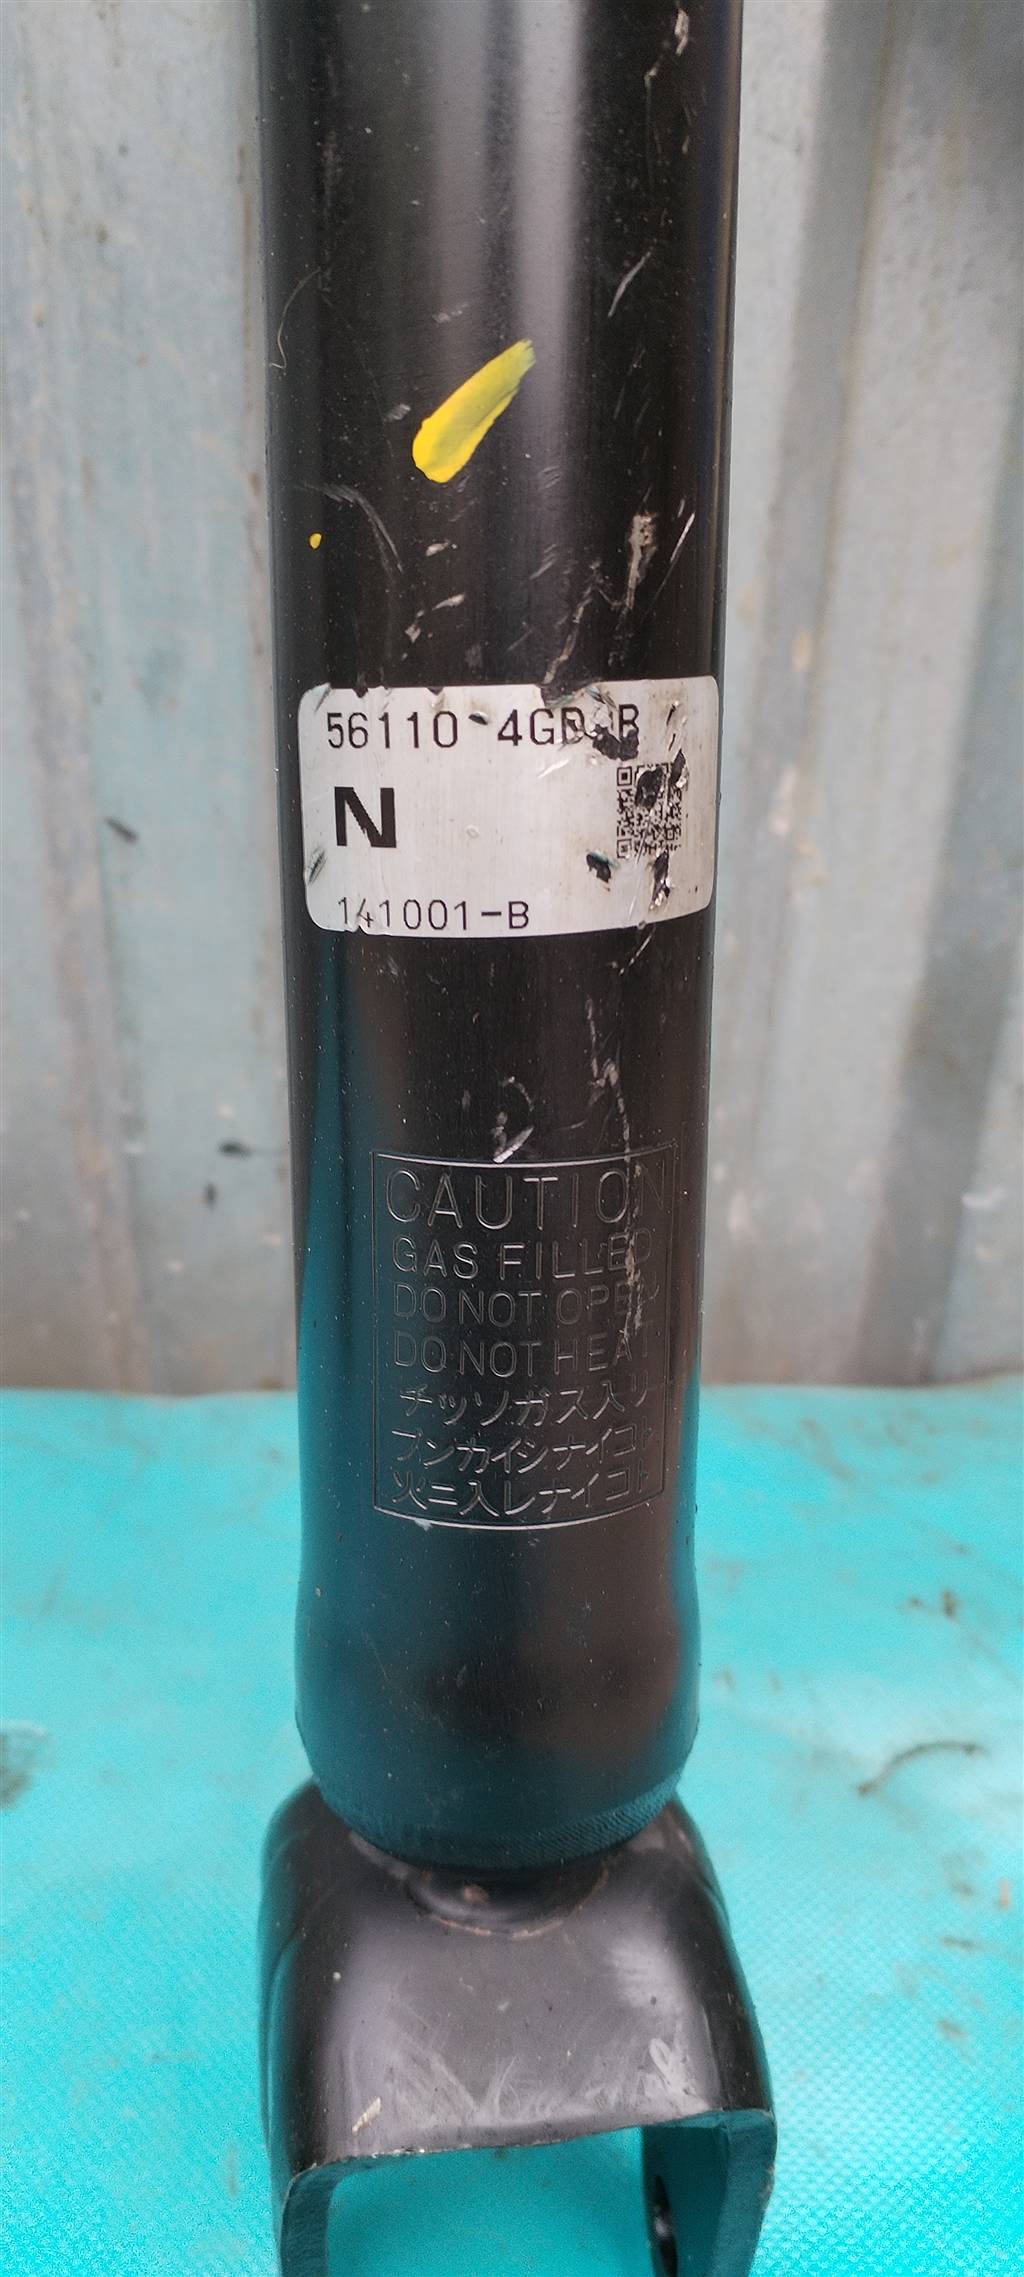 56110-4GD B
N
141001-B
CAUTION
GAS FILLED
DO NOT OPEN
DO NOT HEAT
チッソガス入リ
ブンカイシナイコト
火ニ入レナイコト